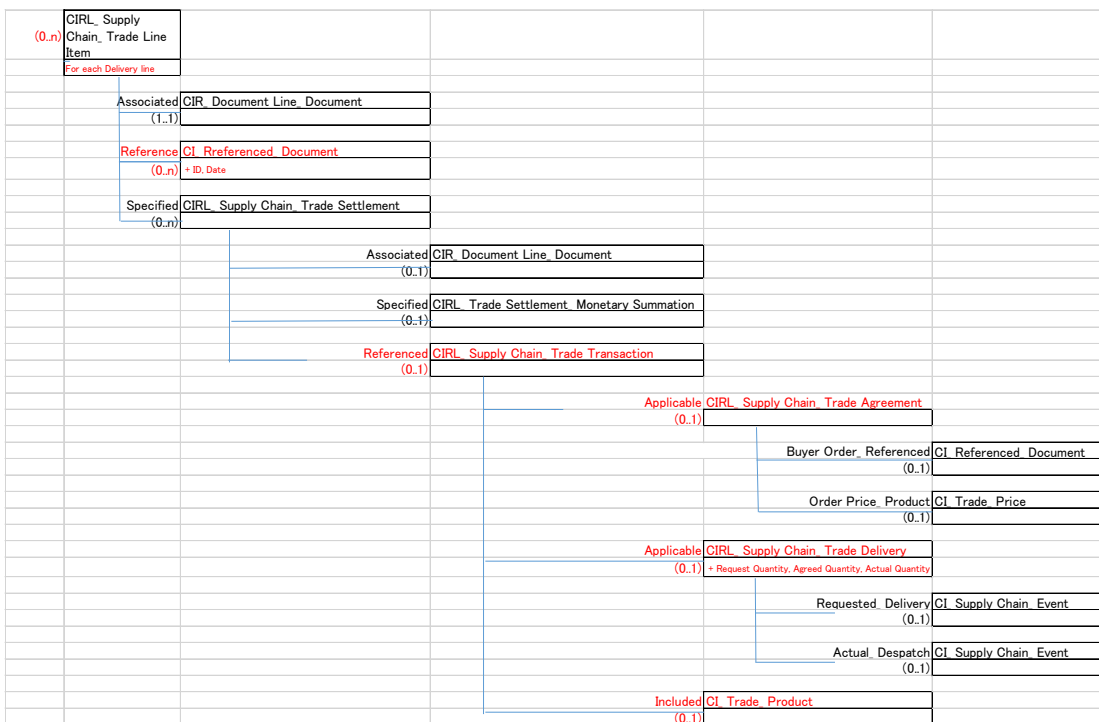 CIRL_ Supply
(0..n) Chain_ Trade Line
Item
For each Delivery line
Associated CIR_ Document Line_ Document
(1..1)
Reference CI_ Rreferenced_ Document
(0..n) + ID, Date
Specified CIRL_ Supply Chain_ Trade Settlement
(0..n)
Associated CIR_ Document Line_ Document
(0..1)
Specified CIRL_ Trade Settlement_ Monetary Summation
(0..1)
Referenced CIRL_ Supply Chain_ Trade Transaction
(0..1)
Applicable CIRL_ Supply Chain_ Trade Agreement
(0..1)
Buyer Order_ Referenced CI_ Referenced_ Document
(0..1)
Order Price_ Product CI_ Trade_ Price
(0..1)
Applicable CIRL_ Supply Chain_ Trade Delivery
(0..1) + Request Quantity, Agreed Quantity, Actual Quantity
Requested_ Delivery CI_ Supply Chain_ Event
(0..1)
Actual_ Despatch CI_ Supply Chain_ Event
(0..1)
Included CI_ Trade_ Product
(0..1)